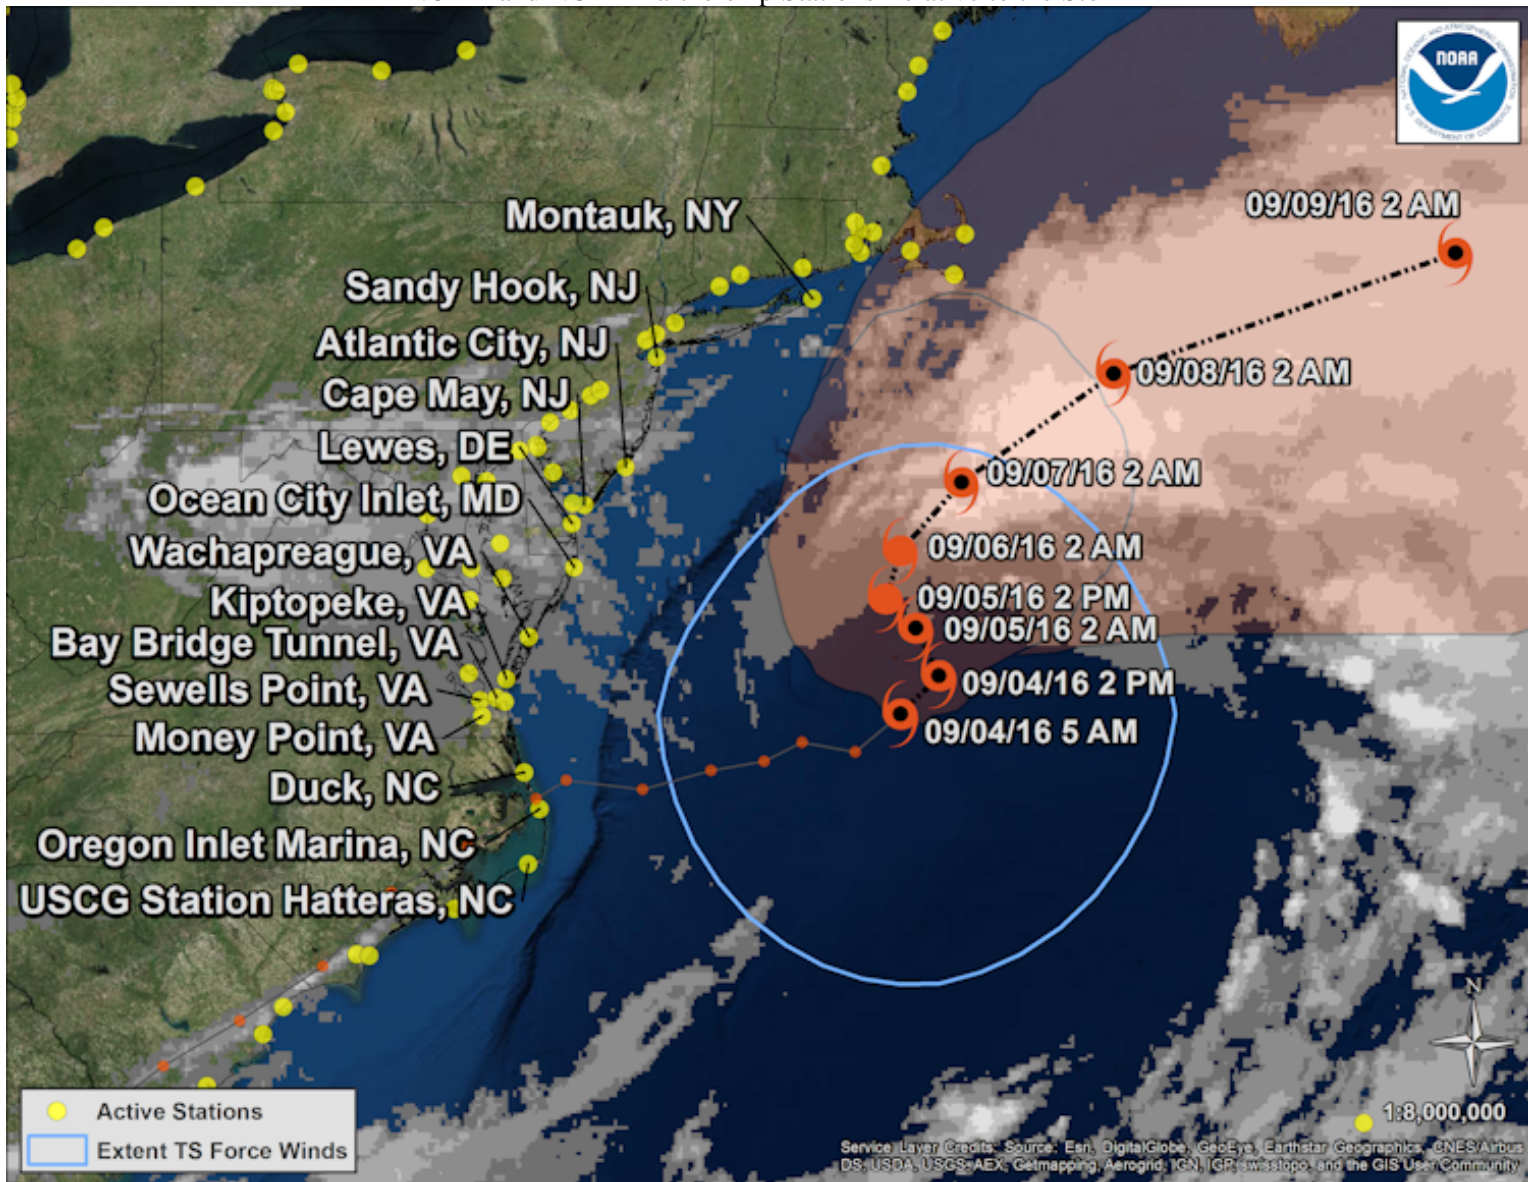 NOAA
09/09/16 2 AM
Montauk, NY
Sandy Hook, NJ
Atlantic City, NJ
09/08/16 2 AM
Cape May, NJ
Lewes, DE
09/07/16 2 AM
Ocean City Inlet, MD
Wachapreague, VA
09/06/16 2 AM
Kiptopeke, VA
09/05/16 2 PM
Bay Bridge Tunnel, VA
09/05/16 2 AM
Sewells Point, VA
09/04/16 2 PM
Money Point, VA
09/04/16 5 AM
Duck, NC
Oregon Inlet Marina, NC
USCG Station Hatteras, NC
N
Active Stations
1:8,000,000
Extent TS Force Winds
Service Layer Credits: Source: Esri, DigitalGlobe, GeoEye, Earthstar Geographics, CNES/Airbus
DS, USDA, USGS, AEX, Getmapping, Aerogrid, IGN, IGP, swisstopo, and the GIS User Community